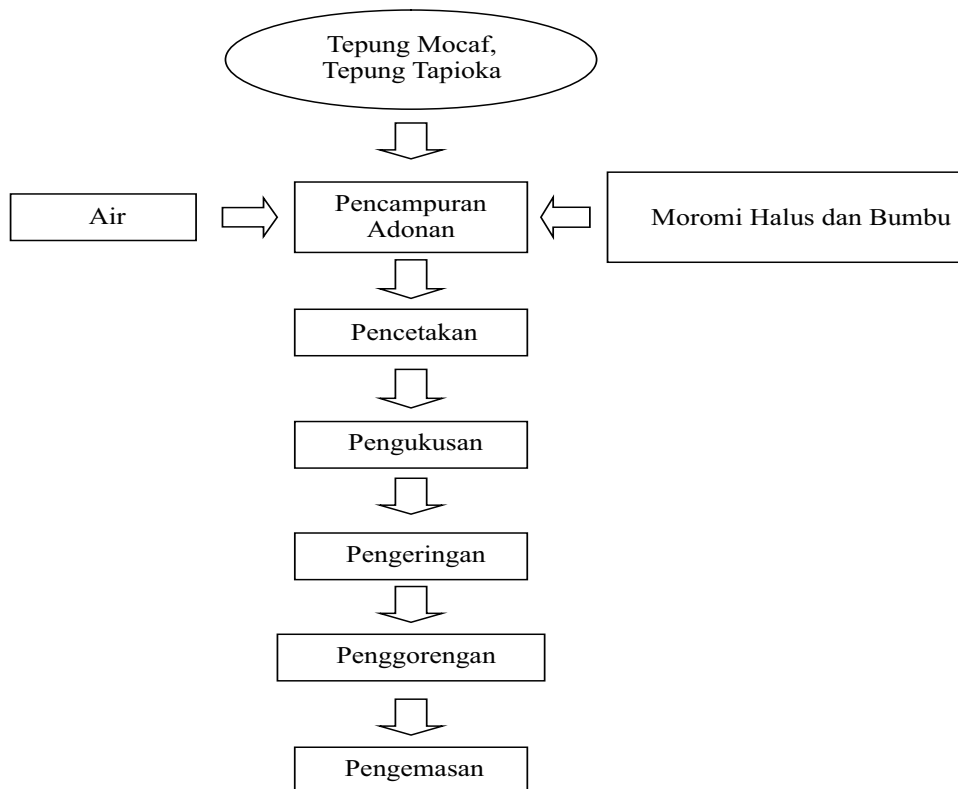 Tepung Mocaf,
Tepung Tapioka
Air
Pencampuran
Adonan
Moromi Halus dan Bumbu
Pencetakan
Pengukusan
Pengeringan
Penggorengan
Pengemasan